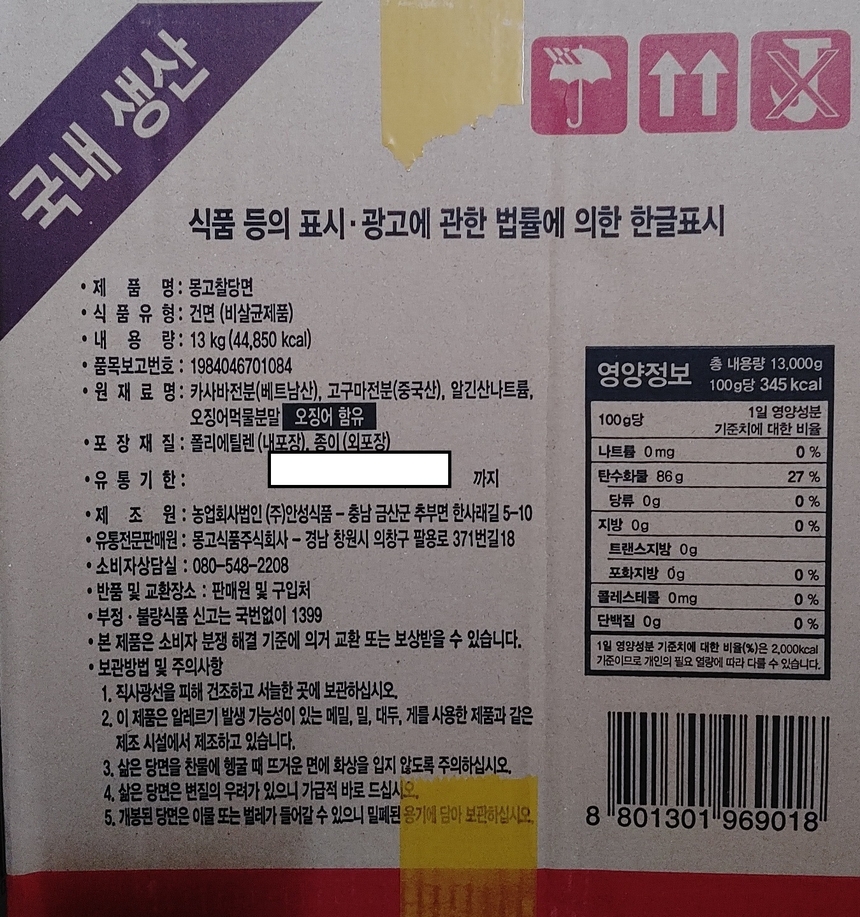 국내 생산
식품 등의 표시·광고에 관한 법률에 의한 한글표시
• 제 품 명 : 몽고찰당면
• 식 품 유 형 : 건면 (비살균제품)
• 내 용 량 : 13 kg (44,850 kcal)
• 품목보고번호 : 1984046701084
• 원 재 료 명 : 카사바전분(베트남산), 고구마전분(중국산), 알긴산나트륨,
오징어먹물분말 오징어 함유
• 포 장 재 질 : 폴리에틸렌 (내포장), 종이 (외포장)
• 유 통 기 한 : 까지
• 제 조 원 : 농업회사법인 (주)안성식품 – 충남 금산군 추부면 한사래길 5-10
• 유통전문판매원 : 몽고식품주식회사 – 경남 창원시 의창구 팔용로 371번길18
• 소비자상담실 : 080-548-2208
• 반품 및 교환장소 : 판매원 및 구입처
• 부정 · 불량식품 신고는 국번없이 1399
• 본 제품은 소비자 분쟁 해결 기준에 의거 교환 또는 보상받을 수 있습니다.
• 보관방법 및 주의사항
1. 직사광선을 피해 건조하고 서늘한 곳에 보관하십시오.
2. 이 제품은 알레르기 발생 가능성이 있는 메밀, 밀, 대두, 게를 사용한 제품과 같은
제조 시설에서 제조하고 있습니다.
3. 삶은 당면을 찬물에 헹굴 때 뜨거운 면에 화상을 입지 않도록 주의하십시오.
4. 삶은 당면은 변질의 우려가 있으니 가급적 바로 드십시오.
5. 개봉된 당면은 이물 또는 벌레가 들어갈 수 있으니 밀폐된 용기에 담아 보관하십시오.
영양정보 총 내용량 13,000g
100g당 345 kcal
100g당 1일 영양성분
기준치에 대한 비율
나트륨 0 mg 0 %
탄수화물 86 g 27 %
당류 0g 0 %
지방 0g 0 %
트랜스지방 0g
포화지방 0g 0 %
콜레스테롤 0mg 0 %
단백질 0g 0 %
1일 영양성분 기준치에 대한 비율(%)은 2,000kcal
기준이므로 개인의 필요 열량에 따라 다를 수 있습니다.
8 801301 969018